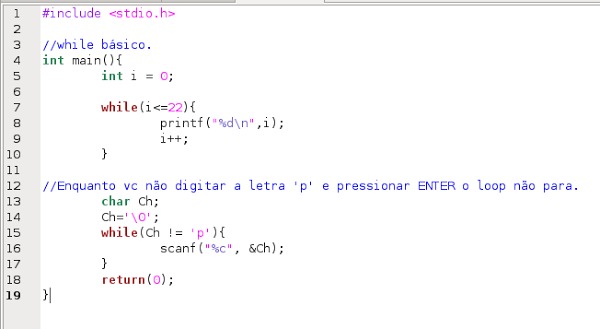 1 #include <stdio.h>
2
3 //while básico.
4 int main(){
5 int i = 0;
6
7 while(i<=22){
8 printf("%d\n",i);
9 i++;
10 }
11
12 //Enquanto vc não digitar a letra 'p' e pressionar ENTER o loop não para.
13 char Ch;
14 Ch='\0';
15 while(Ch != 'p'){
16 scanf("%c", &Ch);
17 }
18 return(0);
19 }